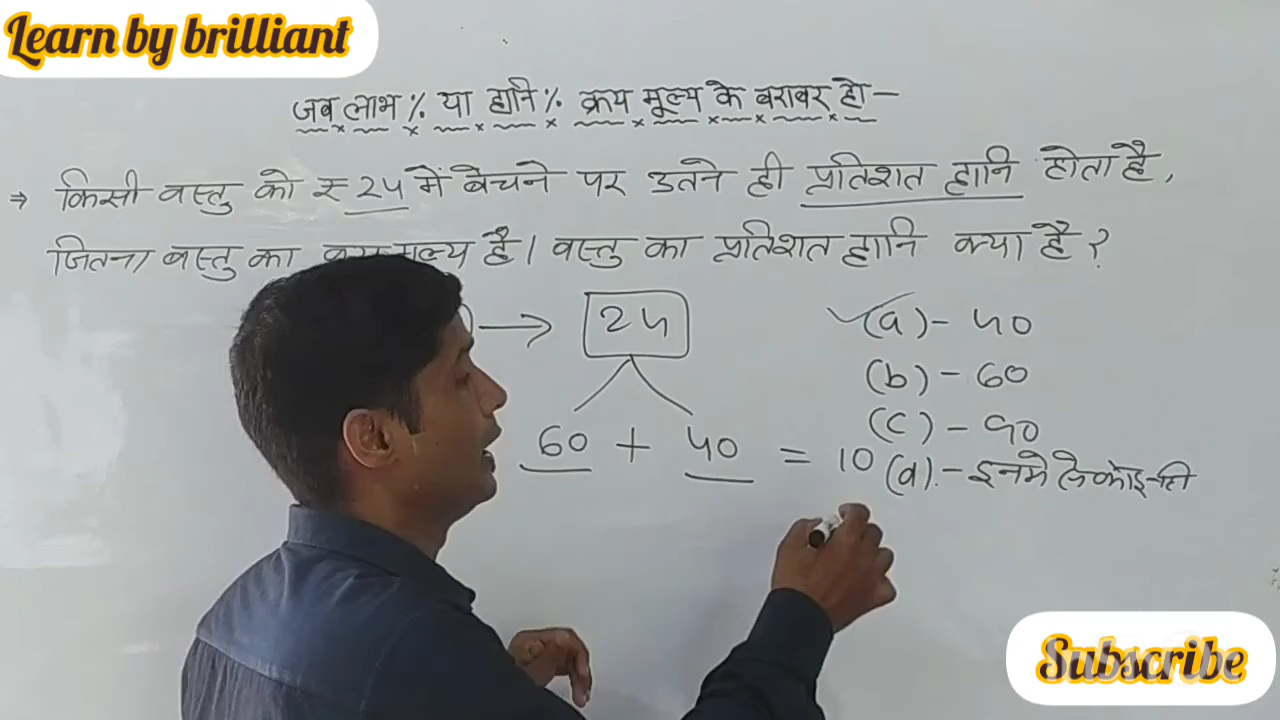 Learn by brilliant
जब लाभ % या हानि % क्रय मूल्य के बराबर हो —
⇒ किसी वस्तु को ₹ 24 में बेचने पर उतने ही प्रतिशत हानि होता है,
जितना वस्तु का क्रय मूल्य है। वस्तु का प्रतिशत हानि क्या है ?
→ 24
(a) - 40
(b) - 60
(c) - 90
60 + 40 = 10
(d). - इनमे से कोई
Subscribe